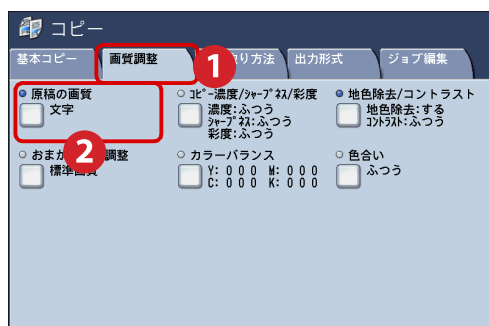 コピー
基本コピー
画質調整
1
り方法
出力形式
ジョブ編集
原稿の画質
文字
ｺﾋﾟｰ濃度/ｼｬｰﾌﾟﾈｽ/彩度
濃度:ふつう
ｼｬｰﾌﾟﾈｽ:ふつう
彩度:ふつう
地色除去/コントラスト
地色除去:する
ｺﾝﾄﾗｽﾄ:ふつう
2
おま
調整
標準画質
カラーバランス
Y: 0 0 0 M: 0 0 0
C: 0 0 0 K: 0 0 0
色合い
ふつう